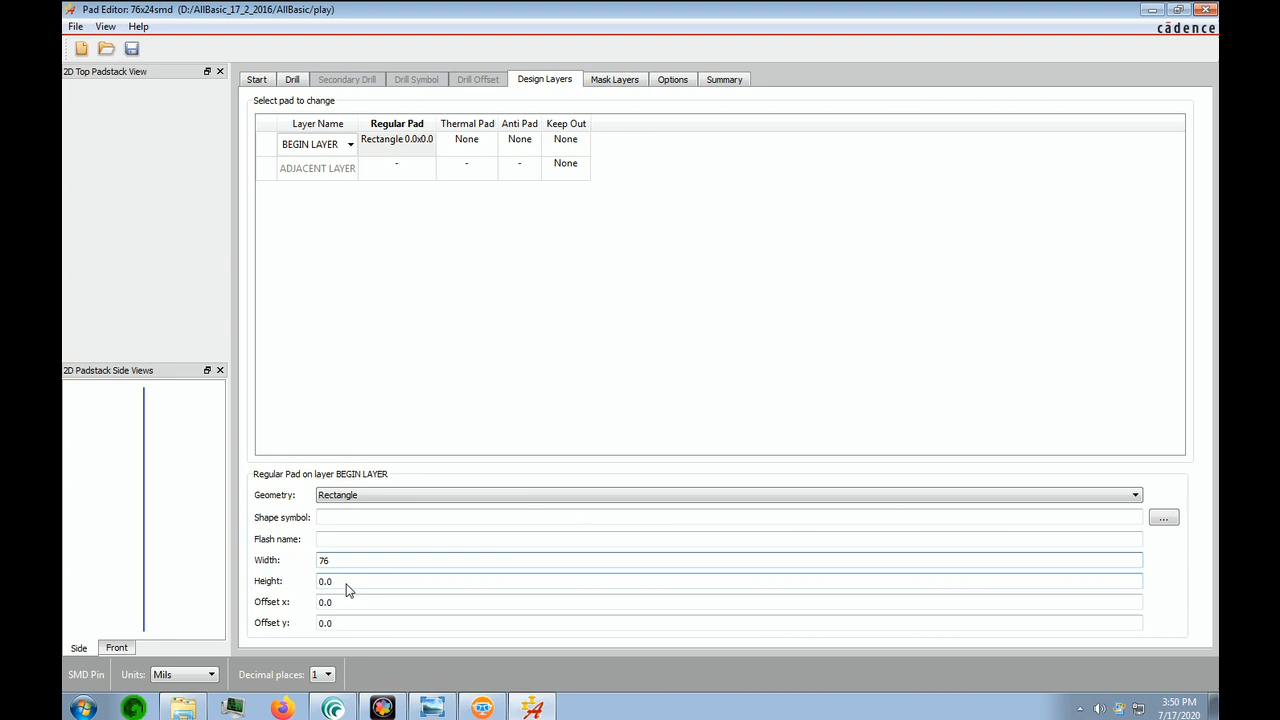 Pad Editor: 76x24smd (D:/AllBasic_17_2_2016/AllBasic/play)
File View Help
cādence
2D Top Padstack View
Start Drill Secondary Drill Drill Symbol Drill Offset Design Layers Mask Layers Options Summary
Select pad to change
Layer Name Regular Pad Thermal Pad Anti Pad Keep Out
BEGIN LAYER Rectangle 0.0x0.0 None None None
ADJACENT LAYER - - - None
2D Padstack Side Views
Regular Pad on layer BEGIN LAYER
Geometry: Rectangle
Shape symbol: ...
Flash name:
Width: 76
Height: 0.0
Offset x: 0.0
Offset y: 0.0
Side Front
SMD Pin Units: Mils Decimal places: 1
3:50 PM
7/17/2020